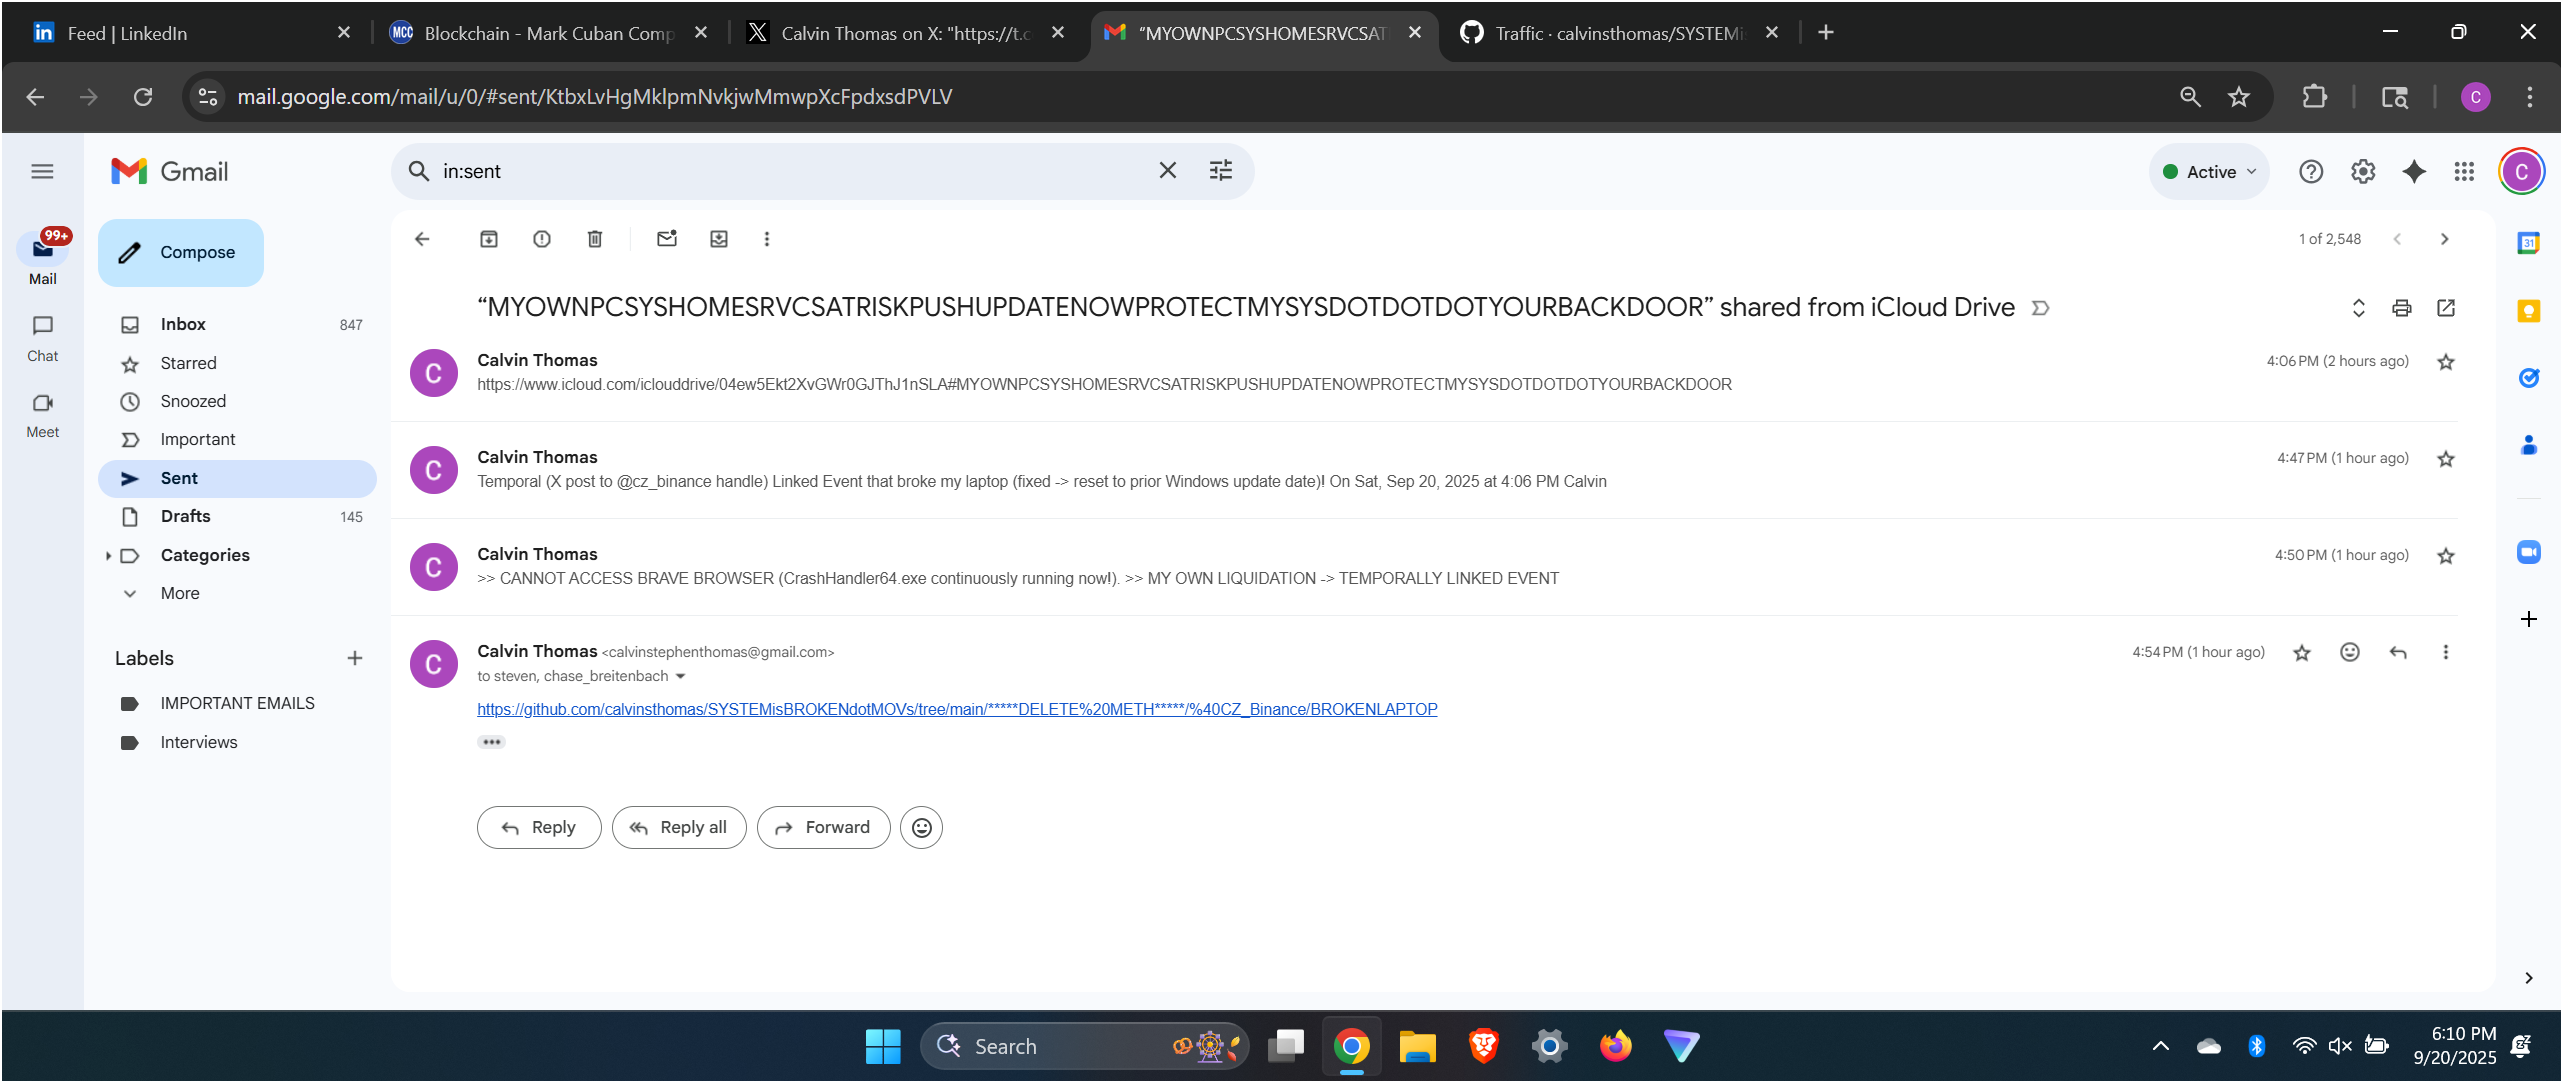 Feed | LinkedIn
Blockchain - Mark Cuban Comp
Calvin Thomas on X: "https://t.c
"MYOWNPCSYSHOMESRVCSAT
Traffic · calvinsthomas/SYSTEMi
mail.google.com/mail/u/0/#sent/KtbxLvHgMklpmNvkjwMmwpXcFpdxsdPVLV
C
Gmail
in:sent
Active
C
99+
Mail
Chat
Meet
Compose
Inbox 847
Starred
Snoozed
Important
Sent
Drafts 145
Categories
More
Labels
IMPORTANT EMAILS
Interviews
1 of 2,548
31
“MYOWNPCSYSHOMESRVCSATRISKPUSHUPDATENOWPROTECTMYSYSDOTDOTDOTYOURBACKDOOR” shared from iCloud Drive
C
Calvin Thomas 4:06 PM (2 hours ago)
https://www.icloud.com/iclouddrive/04ew5Ekt2XvGWr0GJThJ1nSLA#MYOWNPCSYSHOMESRVCSATRISKPUSHUPDATENOWPROTECTMYSYSDOTDOTDOTYOURBACKDOOR
C
Calvin Thomas 4:47 PM (1 hour ago)
Temporal (X post to @cz_binance handle) Linked Event that broke my laptop (fixed -> reset to prior Windows update date)! On Sat, Sep 20, 2025 at 4:06 PM Calvin
C
Calvin Thomas 4:50 PM (1 hour ago)
>> CANNOT ACCESS BRAVE BROWSER (CrashHandler64.exe continuously running now!). >> MY OWN LIQUIDATION -> TEMPORALLY LINKED EVENT
C
Calvin Thomas <calvinstephenthomas@gmail.com> 4:54 PM (1 hour ago)
to steven, chase_breitenbach
https://github.com/calvinsthomas/SYSTEMisBROKENdotMOVs/tree/main/*****DELETE%20METH*****/%40CZ_Binance/BROKENLAPTOP
Reply
Reply all
Forward
Search
6:10 PM
9/20/2025